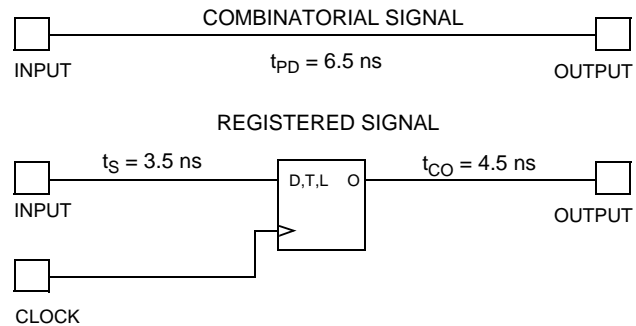 COMBINATORIAL SIGNAL
INPUT
tPD = 6.5 ns
OUTPUT
REGISTERED SIGNAL
tS = 3.5 ns
D,T,L O
tCO = 4.5 ns
INPUT
OUTPUT
CLOCK